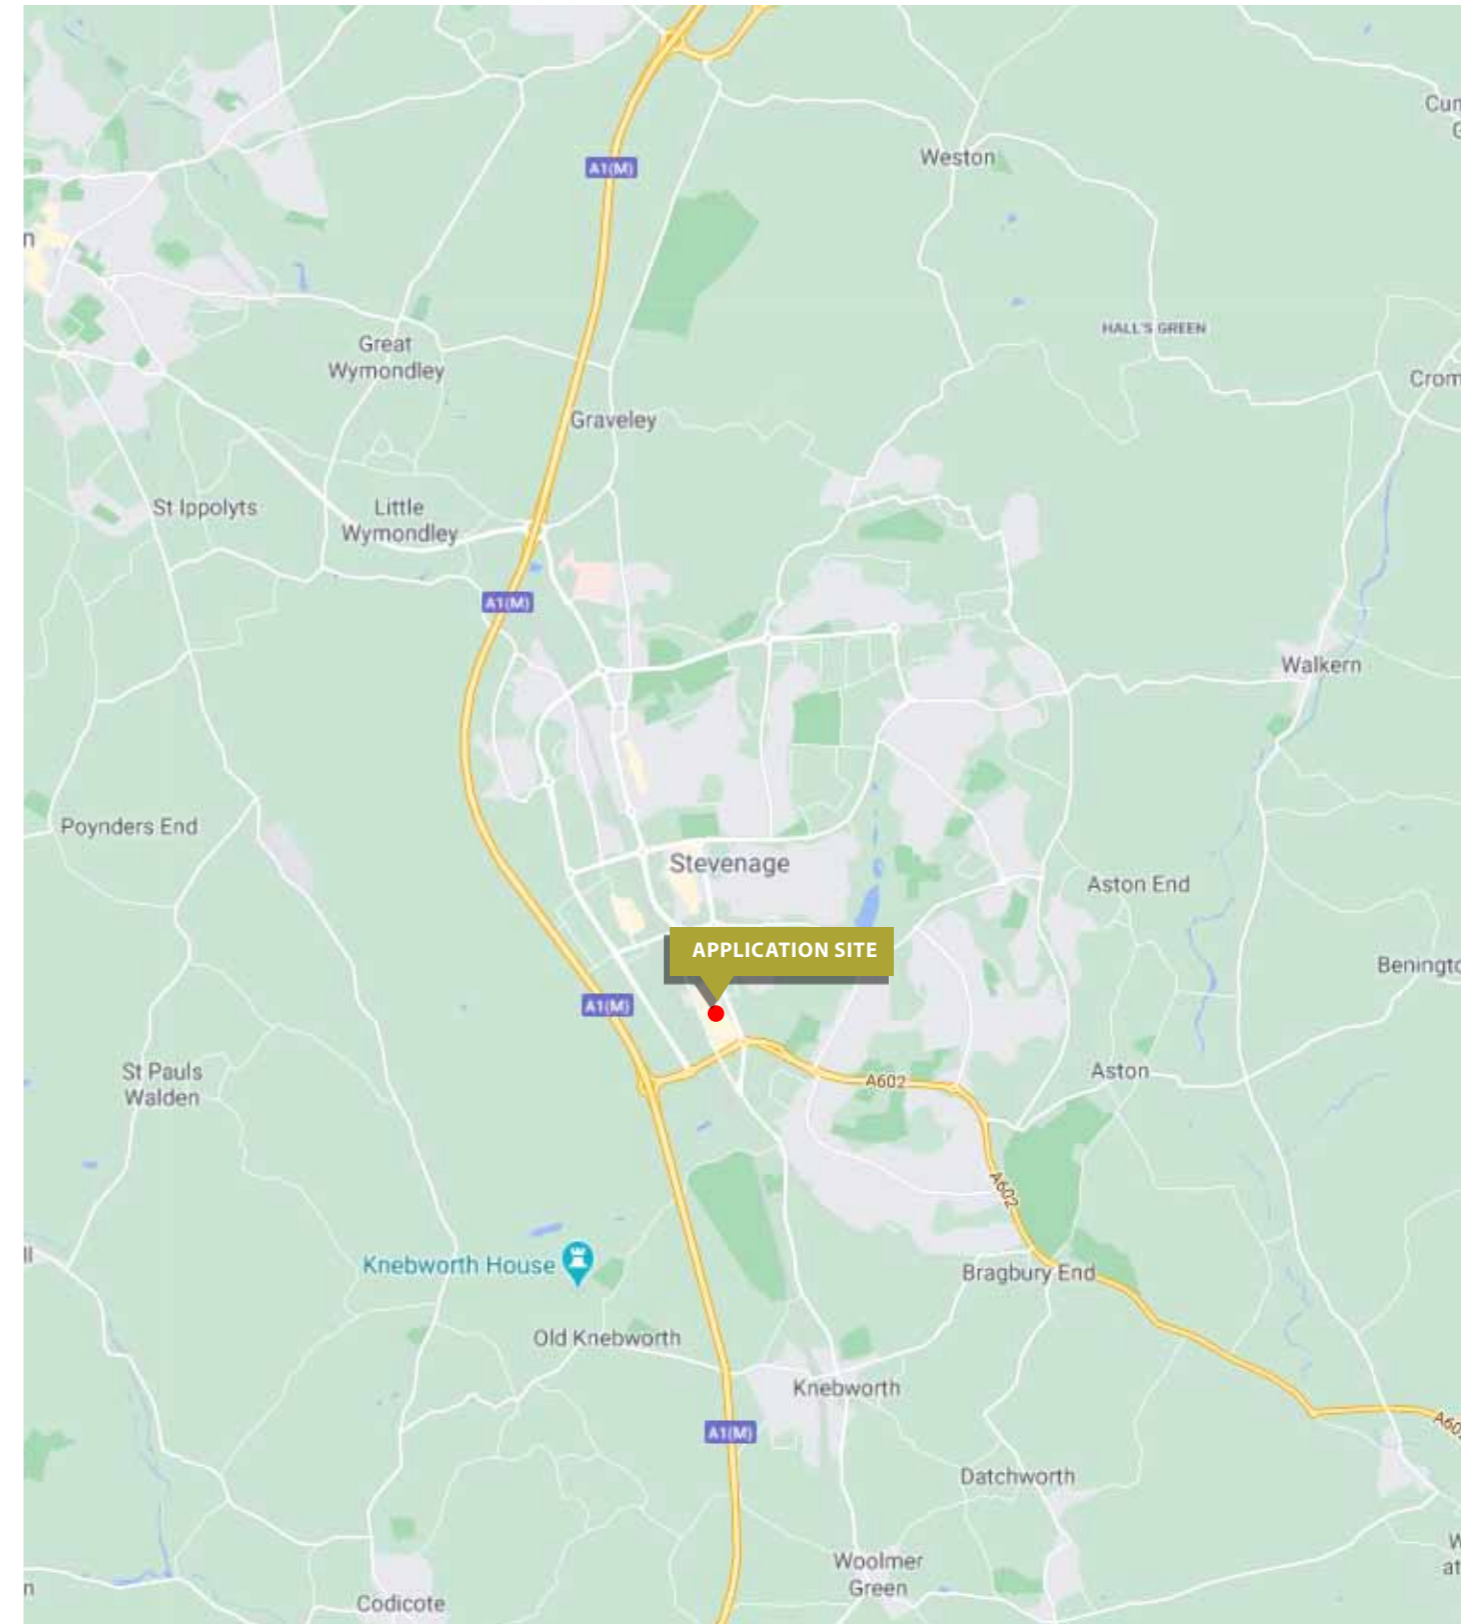 A1(M)
Weston
HALL'S GREEN
Great
Wymondley
Graveley
St Ippolyts
Little
Wymondley
A1(M)
Walkern
Poynders End
Stevenage
Aston End
APPLICATION SITE
A1(M)
St Pauls
Walden
A602
Aston
A602
Knebworth House
Bragbury End
Old Knebworth
Knebworth
A1(M)
Datchworth
Woolmer
Green
Codicote